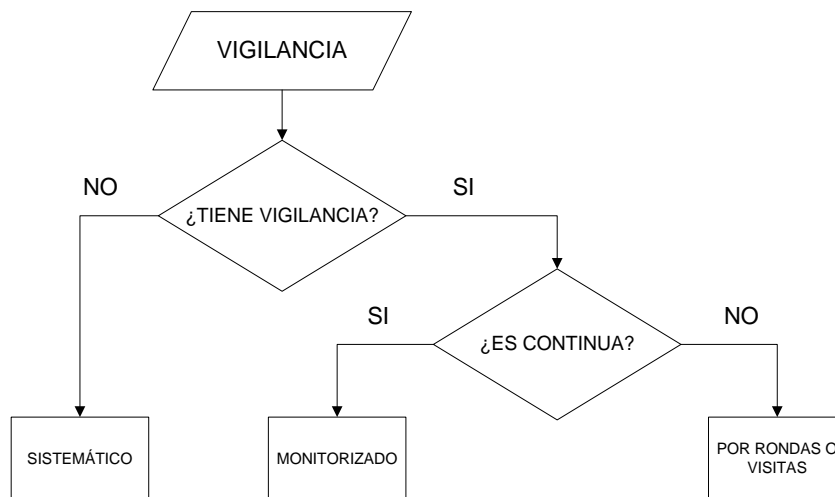 VIGILANCIA
¿TIENE VIGILANCIA?
NO
SI
¿ES CONTINUA?
SI
NO
SISTEMÁTICO
MONITORIZADO
POR RONDAS O
VISITAS